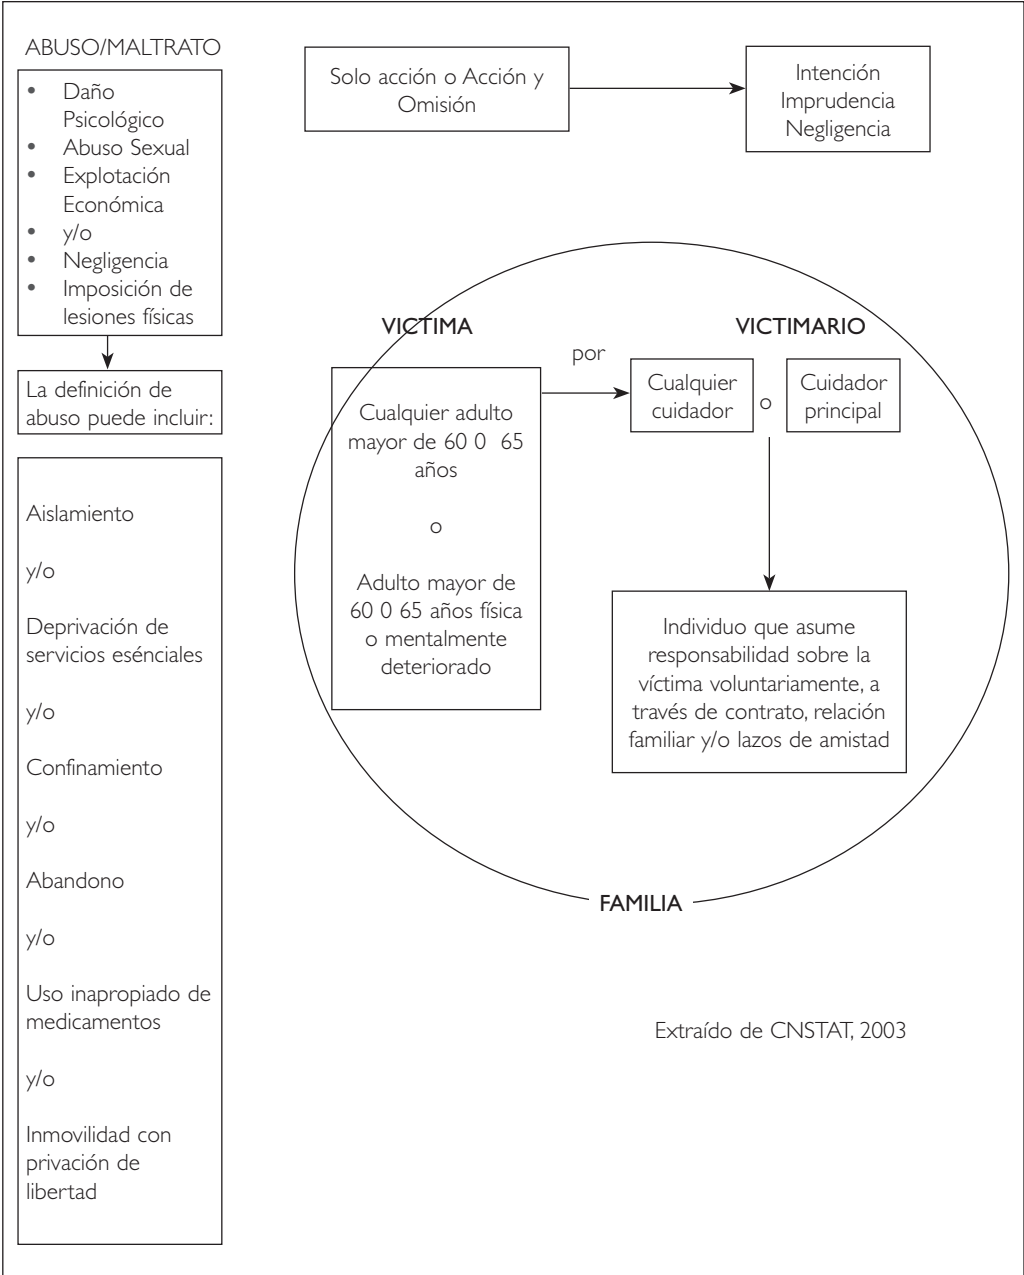 ABUSO/MALTRATO
• Daño
Psicológico
• Abuso Sexual
• Explotación
Económica
• y/o
• Negligencia
• Imposición de
lesiones físicas
La definición de
abuso puede incluir:
Aislamiento
y/o
Deprivación de
servicios esénciales
y/o
Confinamiento
y/o
Abandono
y/o
Uso inapropiado de
medicamentos
y/o
Inmovilidad con
privación de
libertad
Solo acción o Acción y
Omisión
Intención
Imprudencia
Negligencia
VICTIMA
Cualquier adulto
mayor de 60 0 65
años
o
Adulto mayor de
60 0 65 años física
o mentalmente
deteriorado
por
VICTIMARIO
Cualquier
cuidador
o
Cuidador
principal
Individuo que asume
responsabilidad sobre la
víctima voluntariamente, a
través de contrato, relación
familiar y/o lazos de amistad
FAMILIA
Extraído de CNSTAT, 2003